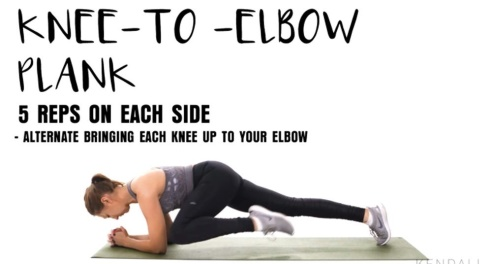 KNEE-TO -ELBOW
PLANK
5 REPS ON EACH SIDE
- ALTERNATE BRINGING EACH KNEE UP TO YOUR ELBOW